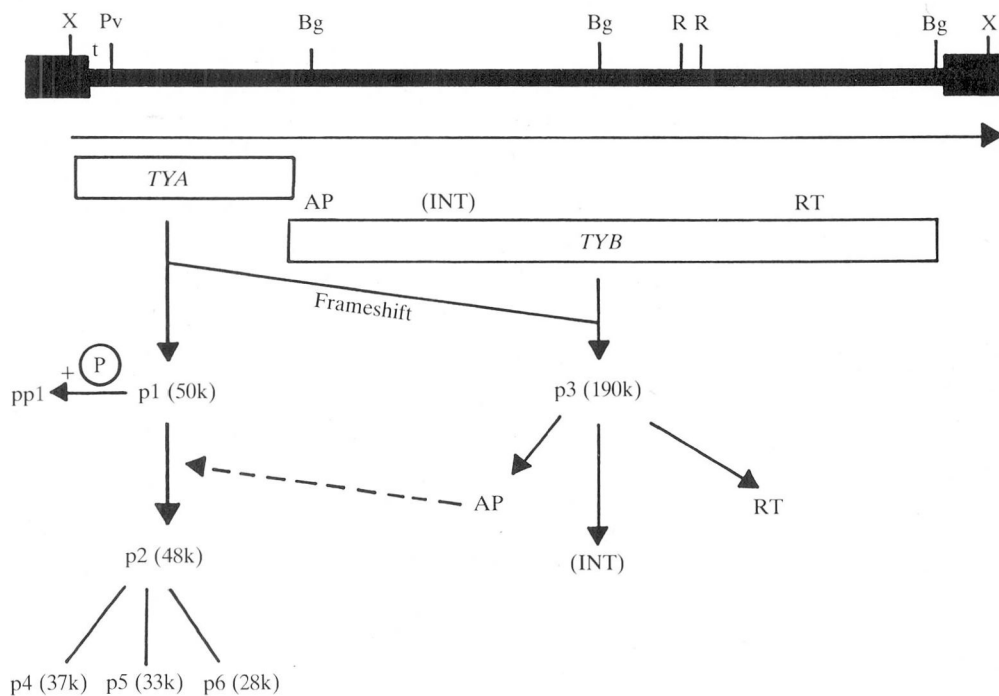 X Pv Bg Bg R R Bg X
t
TYA
AP (INT) RT
TYB
Frameshift
+ P
pp1 p1 (50k) p3 (190k)
AP RT
p2 (48k) (INT)
p4 (37k) p5 (33k) p6 (28k)